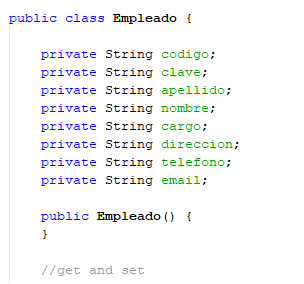 public class Empleado {
private String codigo;
private String clave;
private String apellido;
private String nombre;
private String cargo;
private String direccion;
private String telefono;
private String email;
public Empleado() {
}
//get and set